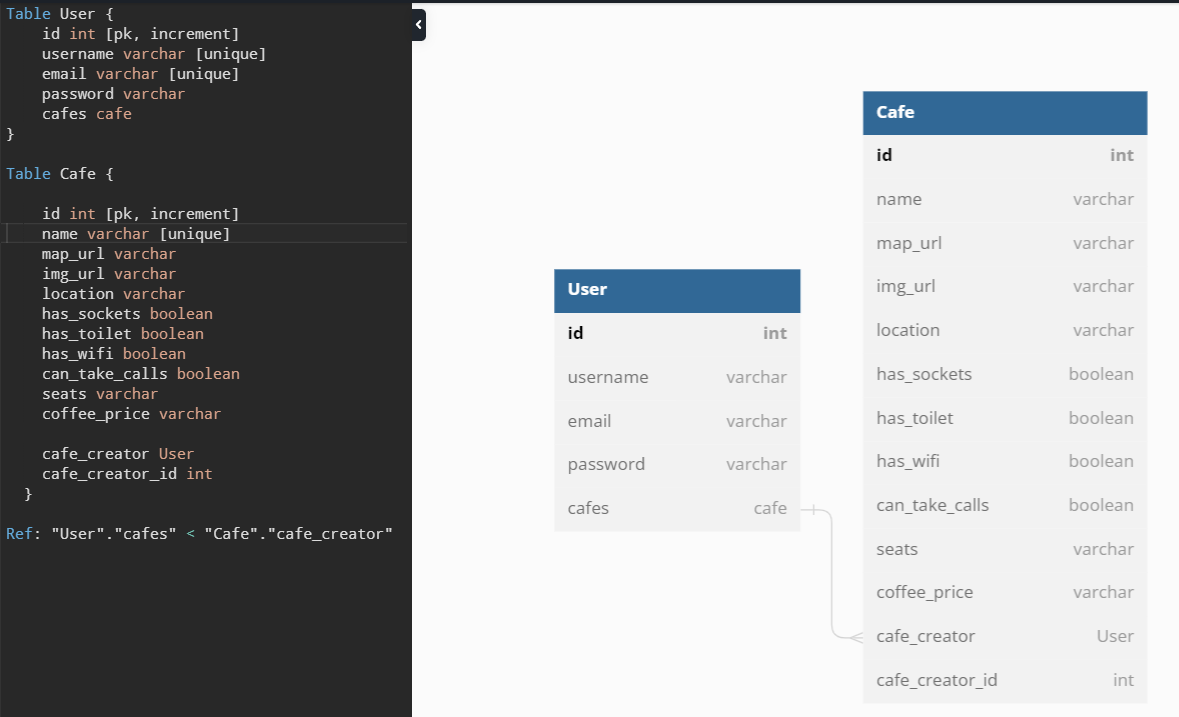 Table User {
id int [pk, increment]
username varchar [unique]
email varchar [unique]
password varchar
cafes cafe
}
Table Cafe {
id int [pk, increment]
name varchar [unique]
map_url varchar
img_url varchar
location varchar
has_sockets boolean
has_toilet boolean
has_wifi boolean
can_take_calls boolean
seats varchar
coffee_price varchar
cafe_creator User
cafe_creator_id int
}
Ref: "User"."cafes" < "Cafe"."cafe_creator"
User
id int
username varchar
email varchar
password varchar
cafes cafe
Cafe
id int
name varchar
map_url varchar
img_url varchar
location varchar
has_sockets boolean
has_toilet boolean
has_wifi boolean
can_take_calls boolean
seats varchar
coffee_price varchar
cafe_creator User
cafe_creator_id int